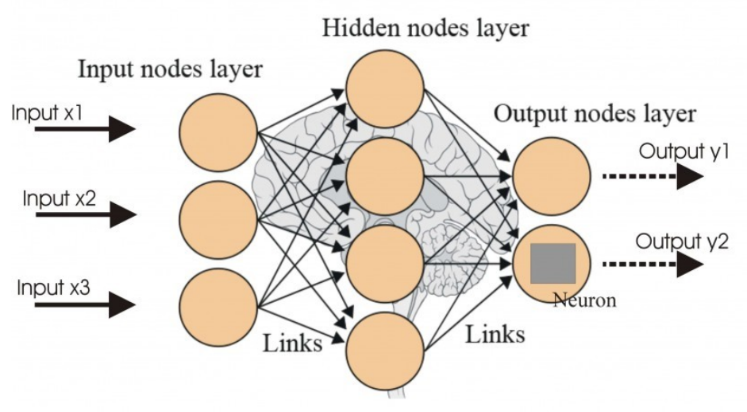 Hidden nodes layer
Input nodes layer
Input x1
Output nodes layer
Output y1
Input x2
Output y2
Input x3
Neuron
Links
Links